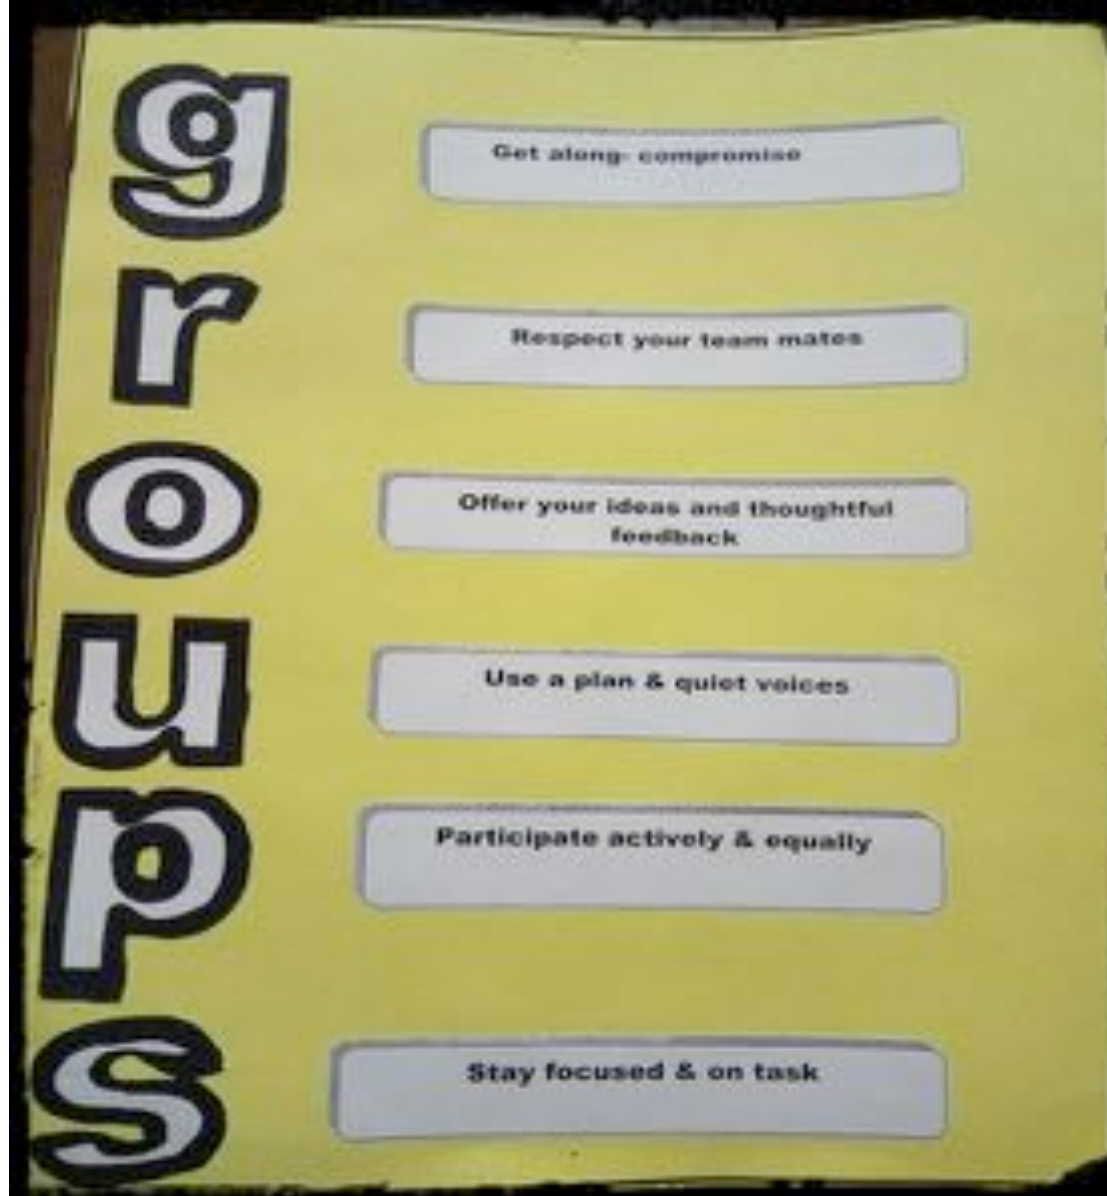 g
Get along- compromise
r
Respect your team mates
o
Offer your ideas and thoughtful
feedback
u
Use a plan & quiet voices
p
Participate actively & equally
s
Stay focused & on task